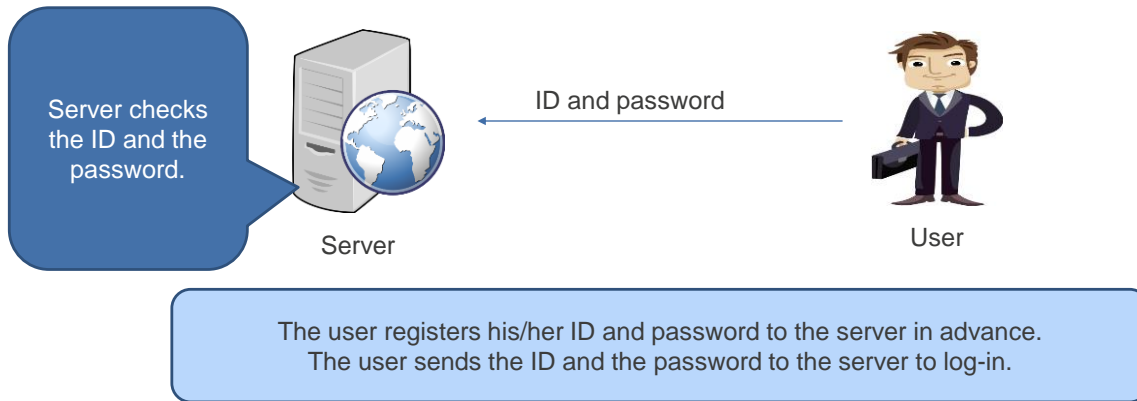 Server checks
the ID and the
password.
ID and password
Server
User
The user registers his/her ID and password to the server in advance.
The user sends the ID and the password to the server to log-in.